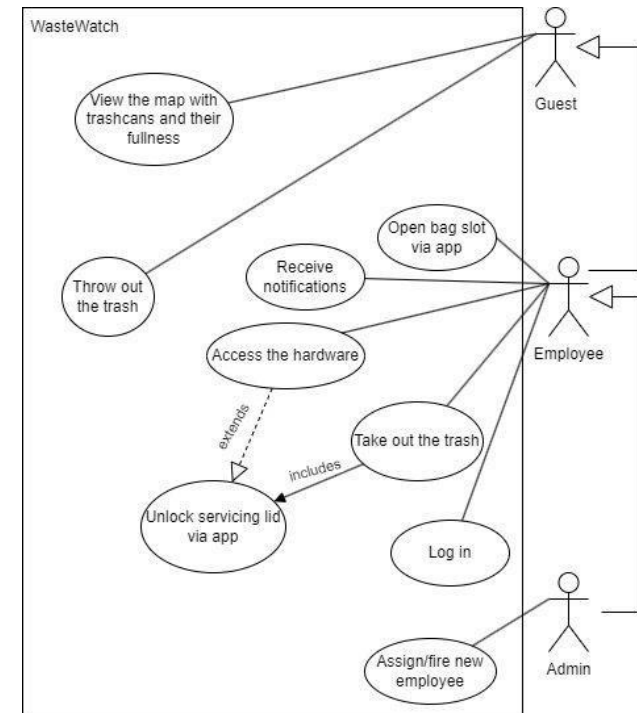 WasteWatch
View the map with
trashcans and their
fullness
Guest
Open bag slot
via app
Throw out
the trash
Receive
notifications
Access the hardware
Employee
extends
Take out the trash
includes
Unlock servicing lid
via app
Log in
Assign/fire new
employee
Admin